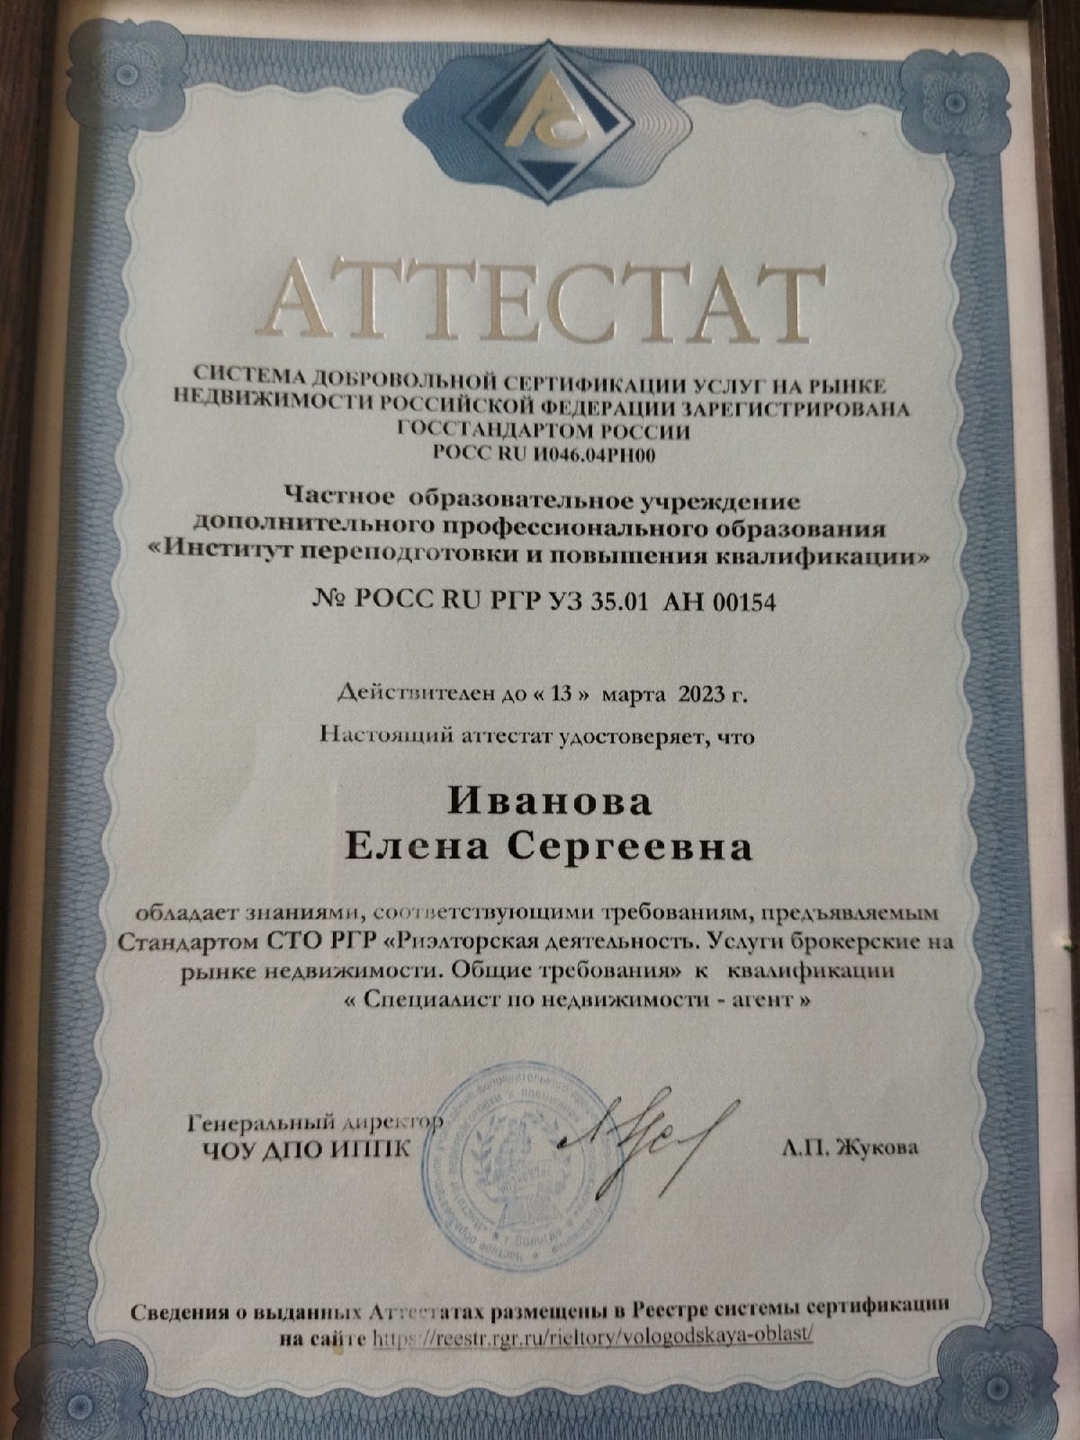 АТТЕСТАТ
СИСТЕМА ДОБРОВОЛЬНОЙ СЕРТИФИКАЦИИ УСЛУГ НА РЫНКЕ
НЕДВИЖИМОСТИ РОССИЙСКОЙ ФЕДЕРАЦИИ ЗАРЕГИСТРИРОВАНА
ГОССТАНДАРТОМ РОССИИ
РОСС RU И046.04РН00
Частное образовательное учреждение
дополнительного профессионального образования
«Институт переподготовки и повышения квалификации»
№ РОСС RU РГР УЗ 35.01 АН 00154
Действителен до « 13 » марта 2023 г.
Настоящий аттестат удостоверяет, что
Иванова
Елена Сергеевна
обладает знаниями, соответствующими требованиям, предъявляемым
Стандартом СТО РГР «Риэлторская деятельность. Услуги брокерские на
рынке недвижимости. Общие требования» к квалификации
« Специалист по недвижимости - агент »
Генеральный директор
ЧОУ ДПО ИППК
Л.П. Жукова
Сведения о выданных Аттестатах размещены в Реестре системы сертификации
на сайте https://reestr.rgr.ru/rieltory/vologodskaya-oblast/